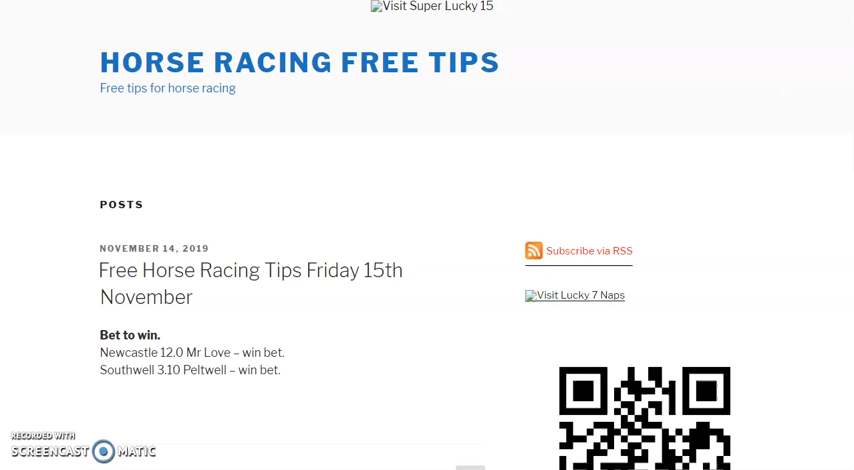 Visit Super Lucky 15
HORSE RACING FREE TIPS
Free tips for horse racing
POSTS
NOVEMBER 14, 2019
Free Horse Racing Tips Friday 15th
November
Bet to win.
Newcastle 12.0 Mr Love – win bet.
Southwell 3.10 Peltwell – win bet.
Subscribe via RSS
Visit Lucky 7 Naps
RECORDED WITH
SCREENCAST MATIC